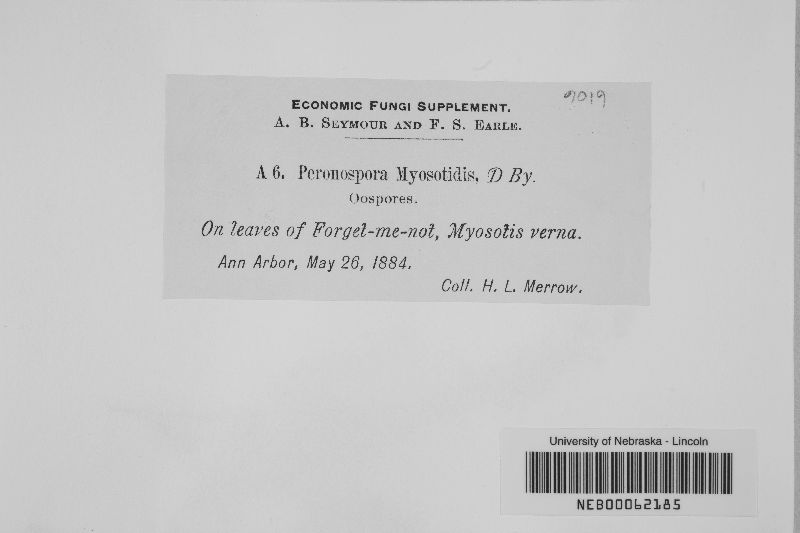 9019
ECONOMIC FUNGI SUPPLEMENT.
A. B. SEYMOUR AND F. S. EARLE.
A 6. Peronospora Myosotidis, D By.
Oospores.
On leaves of Forget-me-not, Myosotis verna.
Ann Arbor, May 26, 1884.
Coll. H. L. Merrow.
University of Nebraska - Lincoln
NEB00062185